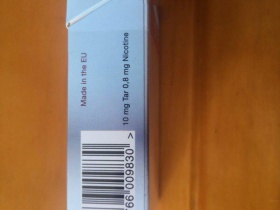 Made in the EU
10 mg Tar 0,8 mg Nicotine
66 009830 >